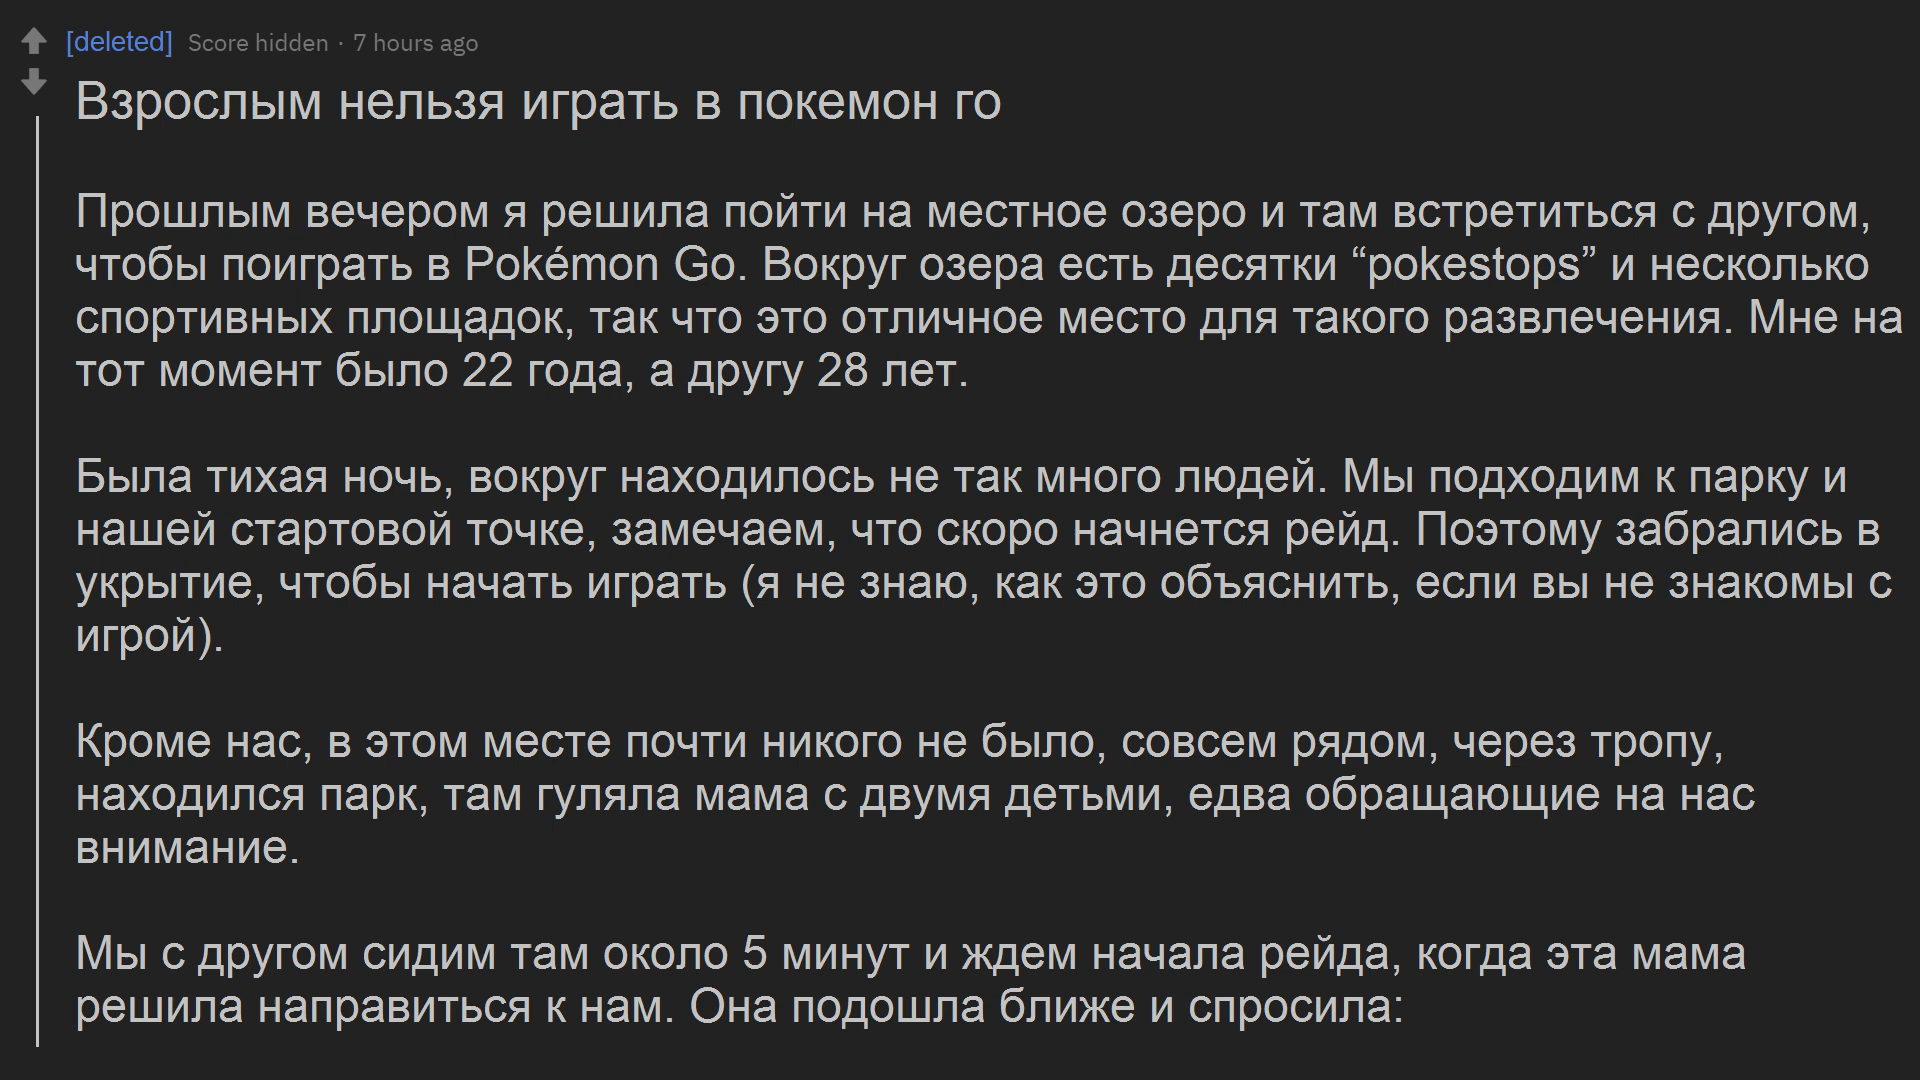 [deleted] Score hidden · 7 hours ago
Взрослым нельзя играть в покемон го
Прошлым вечером я решила пойти на местное озеро и там встретиться с другом,
чтобы поиграть в Pokémon Go. Вокруг озера есть десятки “pokestops” и несколько
спортивных площадок, так что это отличное место для такого развлечения. Мне на
тот момент было 22 года, а другу 28 лет.
Была тихая ночь, вокруг находилось не так много людей. Мы подходим к парку и
нашей стартовой точке, замечаем, что скоро начнется рейд. Поэтому забрались в
укрытие, чтобы начать играть (я не знаю, как это объяснить, если вы не знакомы с
игрой).
Кроме нас, в этом месте почти никого не было, совсем рядом, через тропу,
находился парк, там гуляла мама с двумя детьми, едва обращающие на нас
внимание.
Мы с другом сидим там около 5 минут и ждем начала рейда, когда эта мама
решила направиться к нам. Она подошла ближе и спросила: